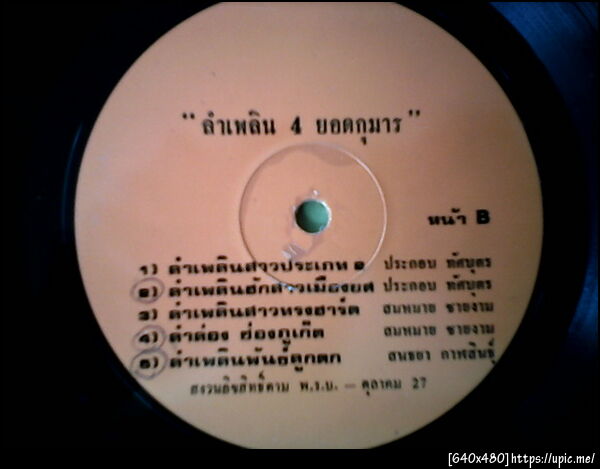 "ลำเพลิน 4 ยอดกุมาร"
หน้า B
1) ลำเพลินสาวประเภท ๑ ประกอบ ทัศบุตร
2) ลำเพลินฮักสาวเมืองยศ ประกอบ ทัศบุตร
3) ลำเพลินสาวทรงฮาร์ด สมหมาย ชายงาม
4) ลำล่อง ฮ่องภูเก็ต สมหมาย ชายงาม
5) ลำเพลินพันธ์ลูกดก สนธยา กาฬสินธุ์
สงวนลิขสิทธิ์ตาม พ.ร.บ. – ตุลาคม 27
[640x480]https://upic.me/